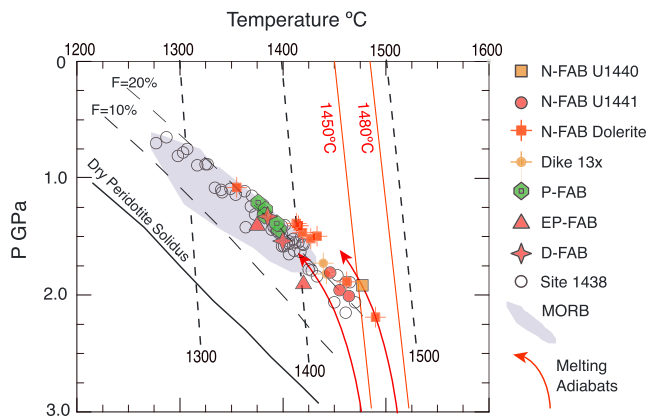 Temperature ºC
1200 1300 1400 1500 1600
0
1.0
2.0
3.0
P GPa
F=20%
F=10%
Dry Peridotite Solidus
1450ºC
1480ºC
1300
1400
1500
N-FAB U1440
N-FAB U1441
N-FAB Dolerite
Dike 13x
P-FAB
EP-FAB
D-FAB
Site 1438
MORB
Melting
Adiabats